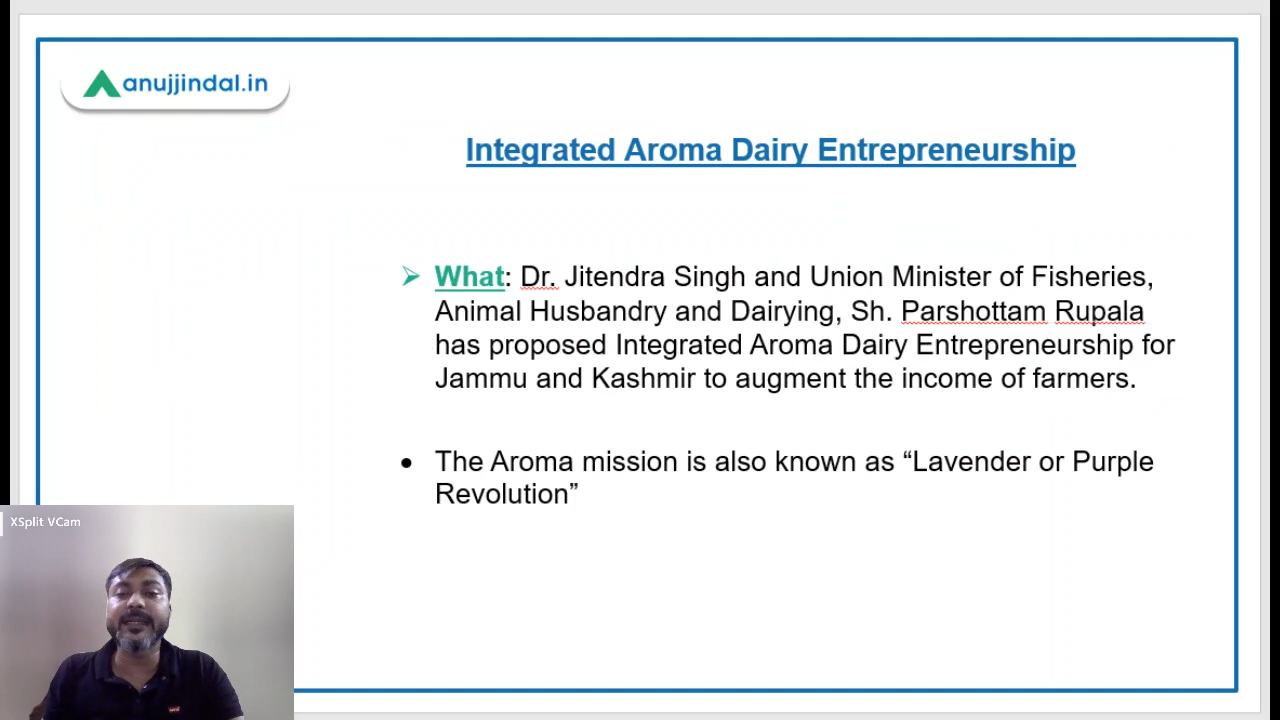 anujjindal.in
Integrated Aroma Dairy Entrepreneurship
What: Dr. Jitendra Singh and Union Minister of Fisheries,
Animal Husbandry and Dairying, Sh. Parshottam Rupala
has proposed Integrated Aroma Dairy Entrepreneurship for
Jammu and Kashmir to augment the income of farmers.
The Aroma mission is also known as “Lavender or Purple
Revolution”
XSplit VCam